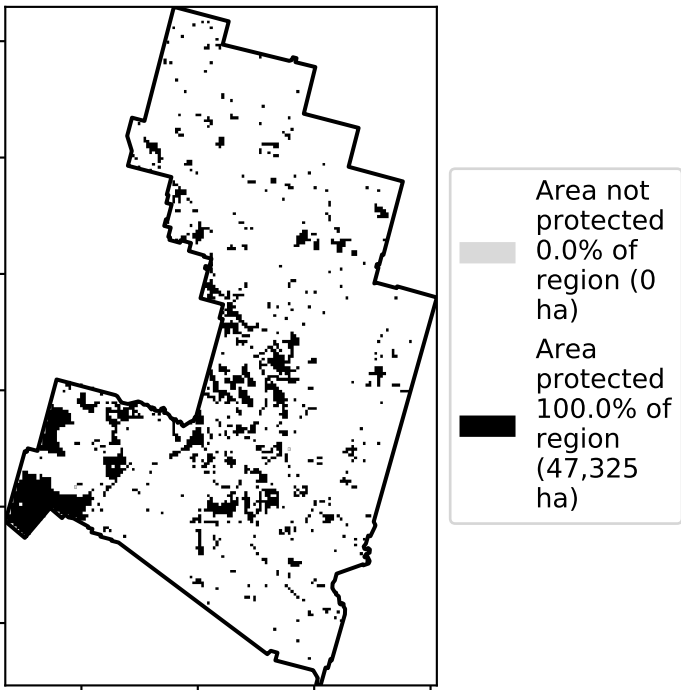 Area not
protected
0.0% of
region (0
ha)
Area
protected
100.0% of
region
(47,325
ha)